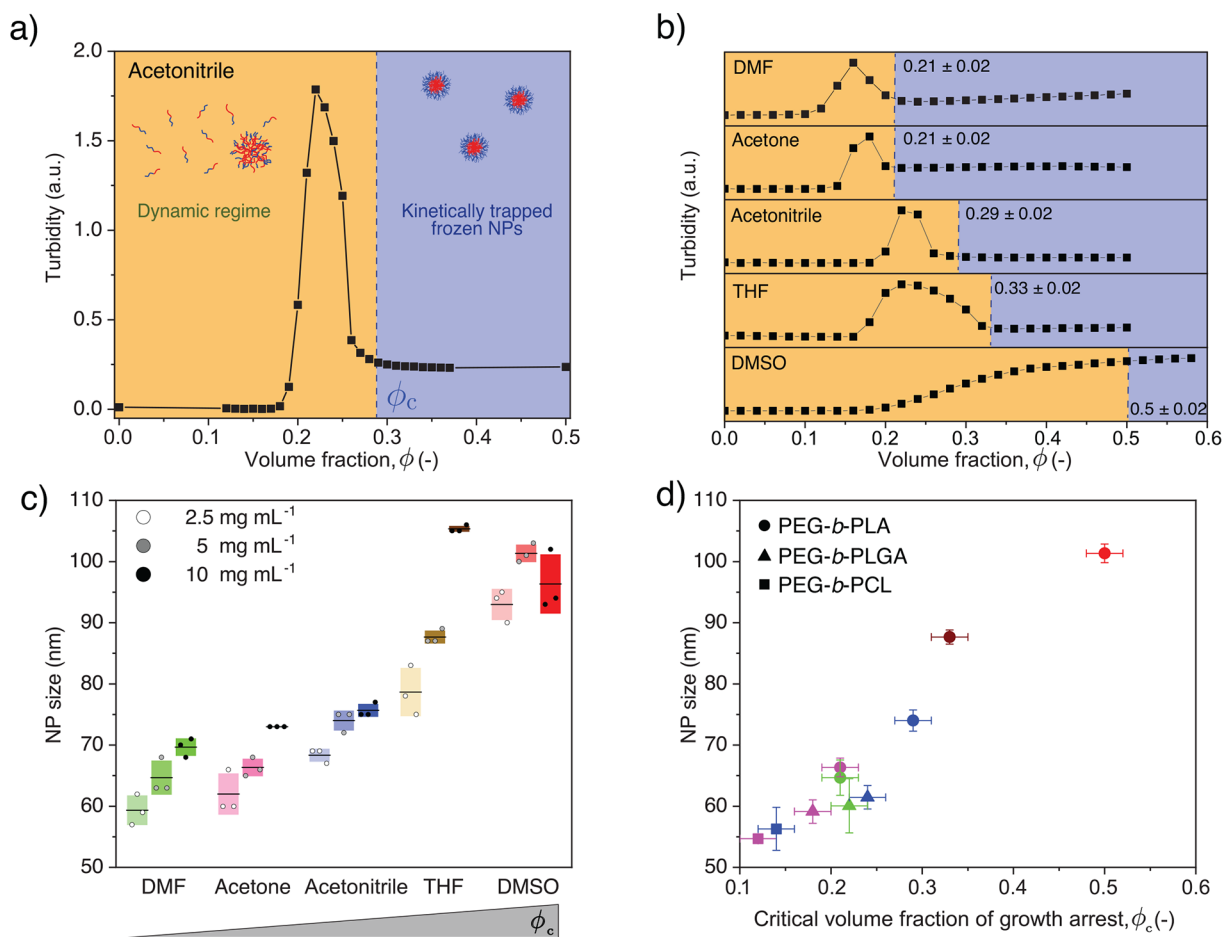 a)
Acetonitrile
Dynamic regime
Kinetically trapped
frozen NPs
ϕc
Turbidity (a.u.)
2.0
1.5
1.0
0.5
0.0
0.0 0.1 0.2 0.3 0.4 0.5
Volume fraction, ϕ (-)
b)
DMF
0.21 ± 0.02
Acetone
0.21 ± 0.02
Acetonitrile
0.29 ± 0.02
THF
0.33 ± 0.02
DMSO
0.5 ± 0.02
Turbidity (a.u.)
0.0 0.1 0.2 0.3 0.4 0.5 0.6
Volume fraction, ϕ (-)
c)
2.5 mg mL⁻¹
5 mg mL⁻¹
10 mg mL⁻¹
NP size (nm)
110
100
90
80
70
60
50
DMF Acetone Acetonitrile THF DMSO
ϕc
d)
PEG-b-PLA
PEG-b-PLGA
PEG-b-PCL
NP size (nm)
110
100
90
80
70
60
50
0.1 0.2 0.3 0.4 0.5 0.6
Critical volume fraction of growth arrest, ϕc (-)